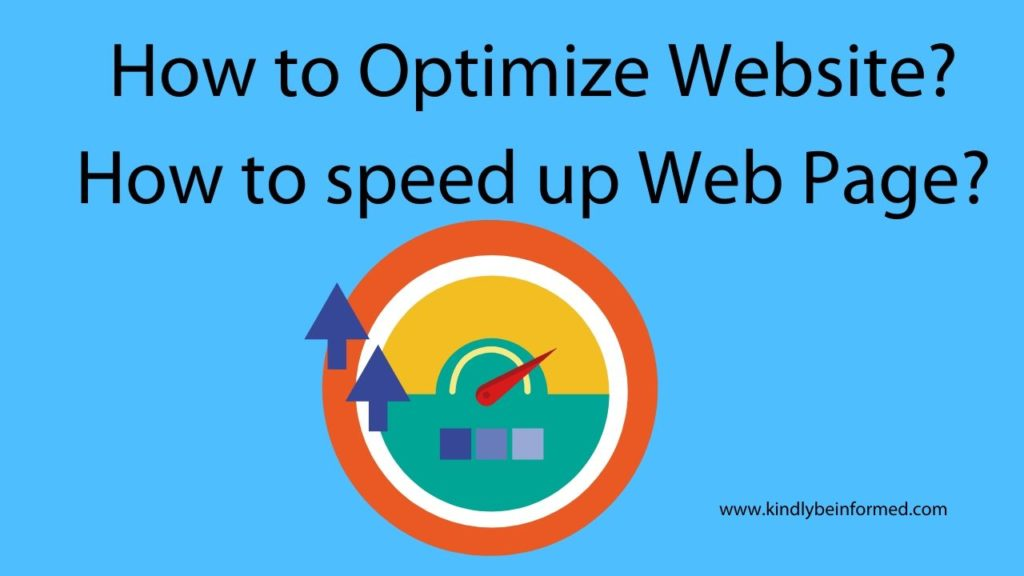 How to Optimize Website?
How to speed up Web Page?
www.kindlybeinformed.com